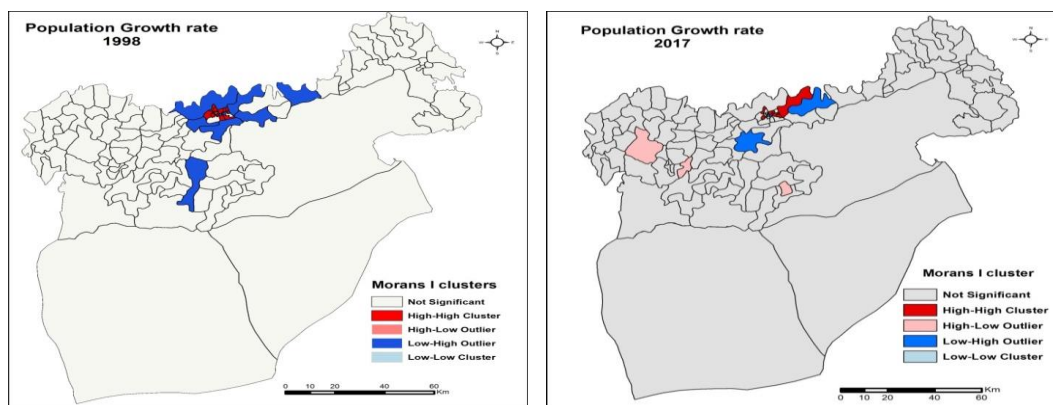 Population Growth rate
1998
N
S
Morans I clusters
Not Significant
High-High Cluster
High-Low Outlier
Low-High Outlier
Low-Low Cluster
0 10 20 40 60
Km
Population Growth rate
2017
N
S
Morans I cluster
Not Significant
High-High Cluster
High-Low Outlier
Low-High Outlier
Low-Low Cluster
Km
0 10 20 40 60